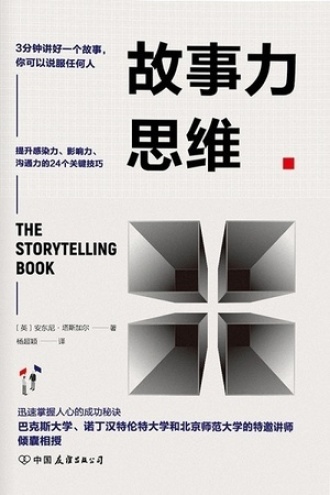 3分钟讲好一个故事,
你可以说服任何人
故事力
思维
提升感染力、影响力、
沟通力的24个关键技巧
THE
STORYTELLING
BOOK
[英] 安东尼·塔斯加尔 —— 著
杨超颖 —— 译
迅速掌握人心的成功秘诀
巴克斯大学、诺丁汉特伦特大学和北京师范大学的特邀讲师
倾囊相授
中国友谊出版公司